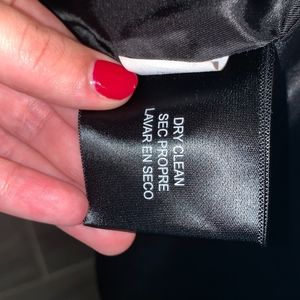 DRY CLEAN
SEC PROPRE
LAVAR EN SECO